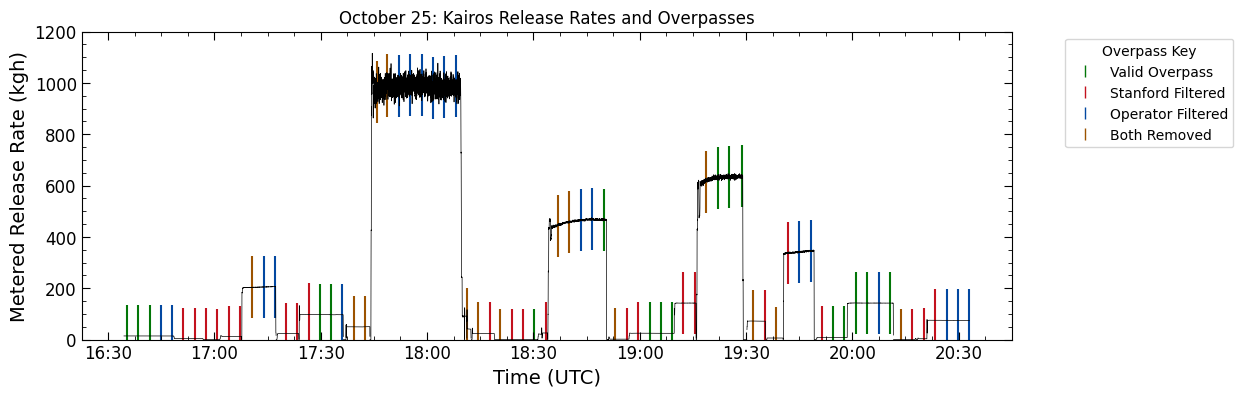 October 25: Kairos Release Rates and Overpasses
Metered Release Rate (kgh)
1200
1000
800
600
400
200
0
16:30 17:00 17:30 18:00 18:30 19:00 19:30 20:00 20:30
Time (UTC)
Overpass Key
Valid Overpass
Stanford Filtered
Operator Filtered
Both Removed